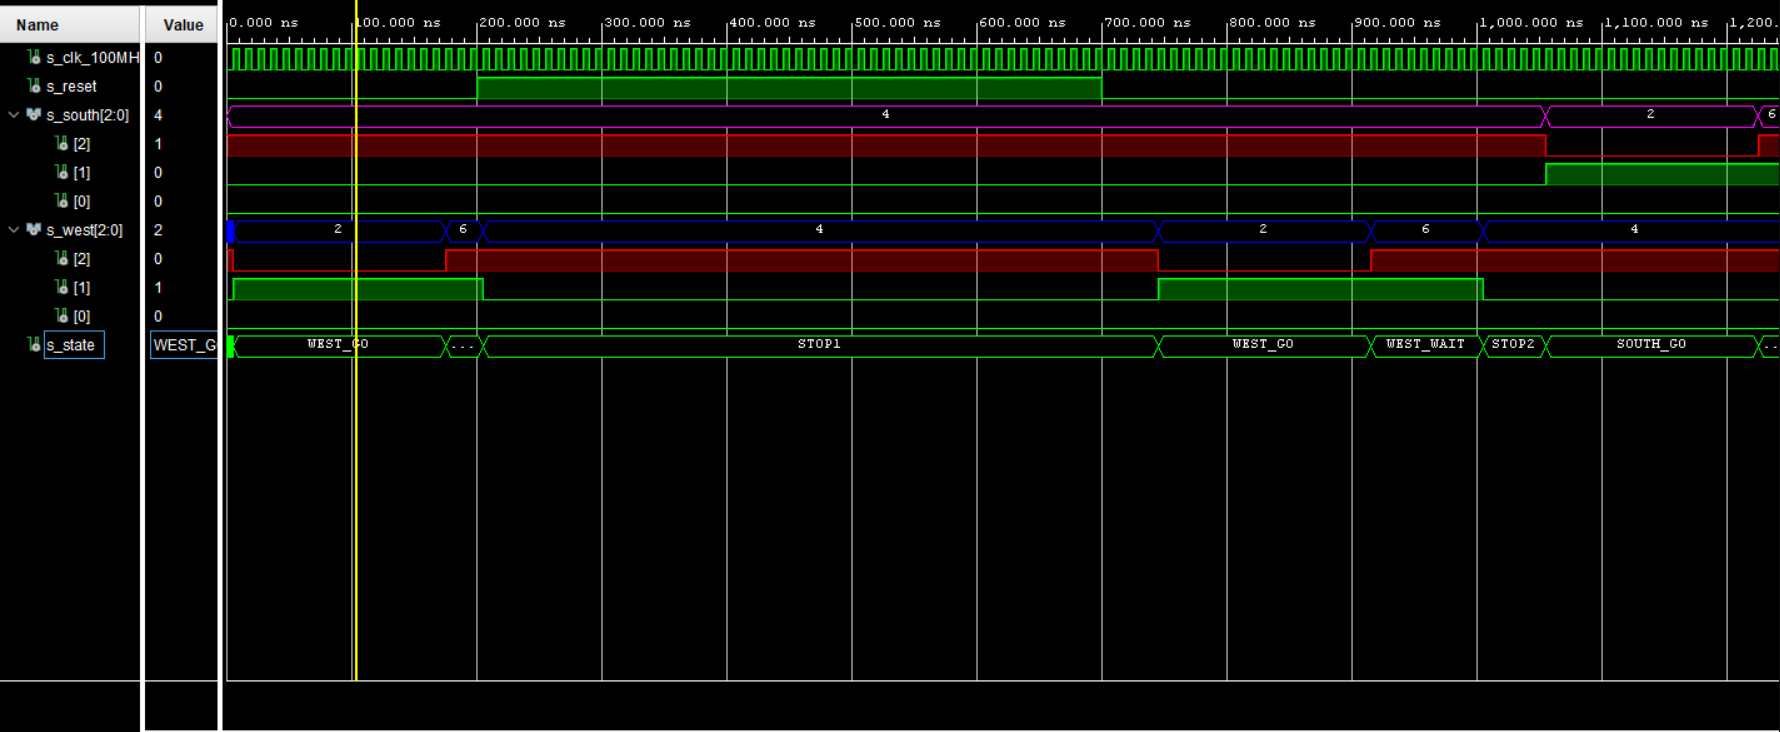 Name Value 0.000 ns 100.000 ns 200.000 ns 300.000 ns 400.000 ns 500.000 ns 600.000 ns 700.000 ns 800.000 ns 900.000 ns 1,000.000 ns 1,100.000 ns 1,200.
s_clk_100MH 0
s_reset 0
s_south[2:0] 4 4 2 6
[2] 1
[1] 0
[0] 0
s_west[2:0] 2 2 6 4 2 6 4
[2] 0
[1] 1
[0] 0
s_state WEST_G WEST_GO ... STOP1 WEST_GO WEST_WAIT STOP2 SOUTH_GO ..